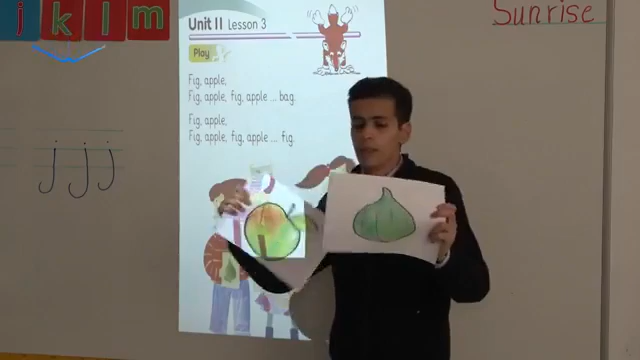 j k l m
Sunrise
Unit 11 Lesson 3
Play
Fig, apple,
Fig, apple, fig, apple ... bag.
Fig, apple,
Fig, apple, fig, apple ... fig.
j j j